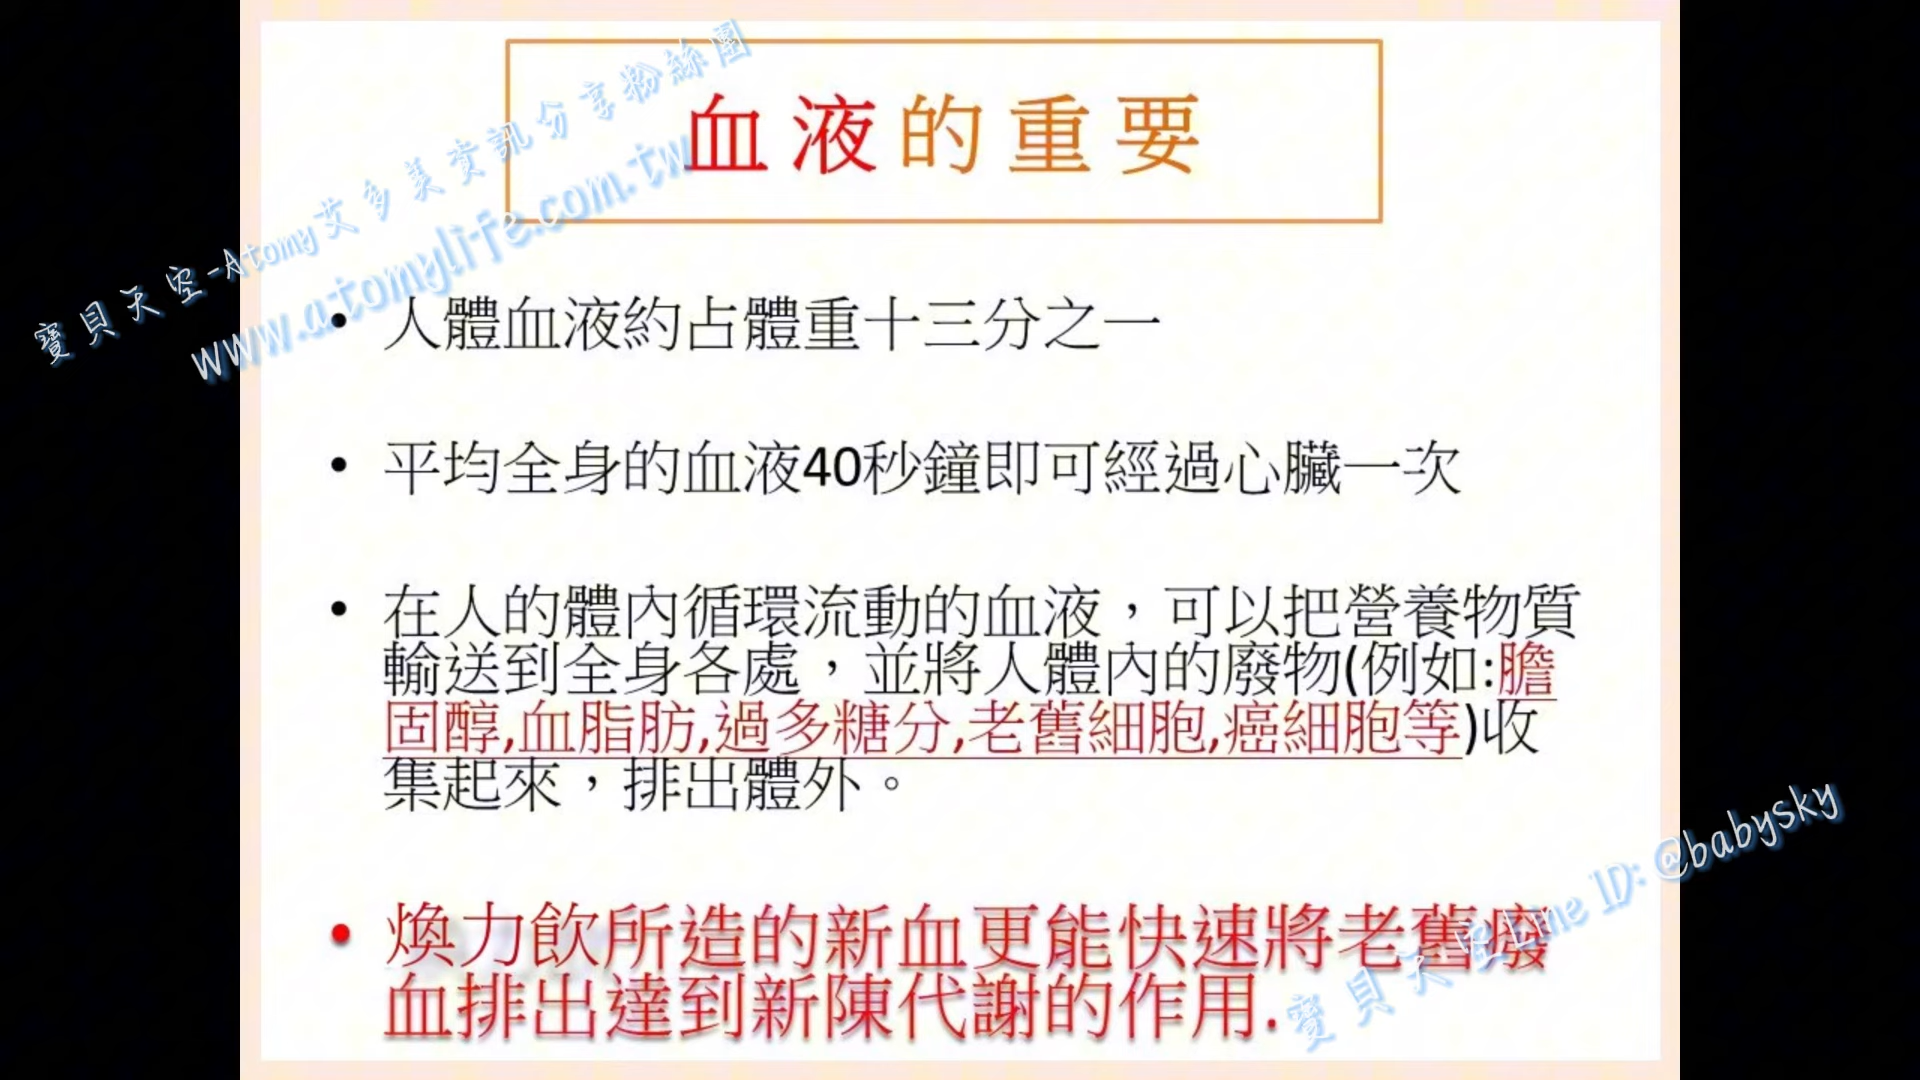 血液的重要
寶貝天空-Atomy艾多美資訊分享粉絲團
www.atomylife.com.tw
• 人體血液約占體重十三分之一
• 平均全身的血液40秒鐘即可經過心臟一次
• 在人的體內循環流動的血液，可以把營養物質
輸送到全身各處，並將人體內的廢物(例如:膽
固醇,血脂肪,過多糖分,老舊細胞,癌細胞等)收
集起來，排出體外。
• 煥力飲所造的新血更能快速將老舊廢
血排出達到新陳代謝的作用.
寶貝天空Line ID: @babysky